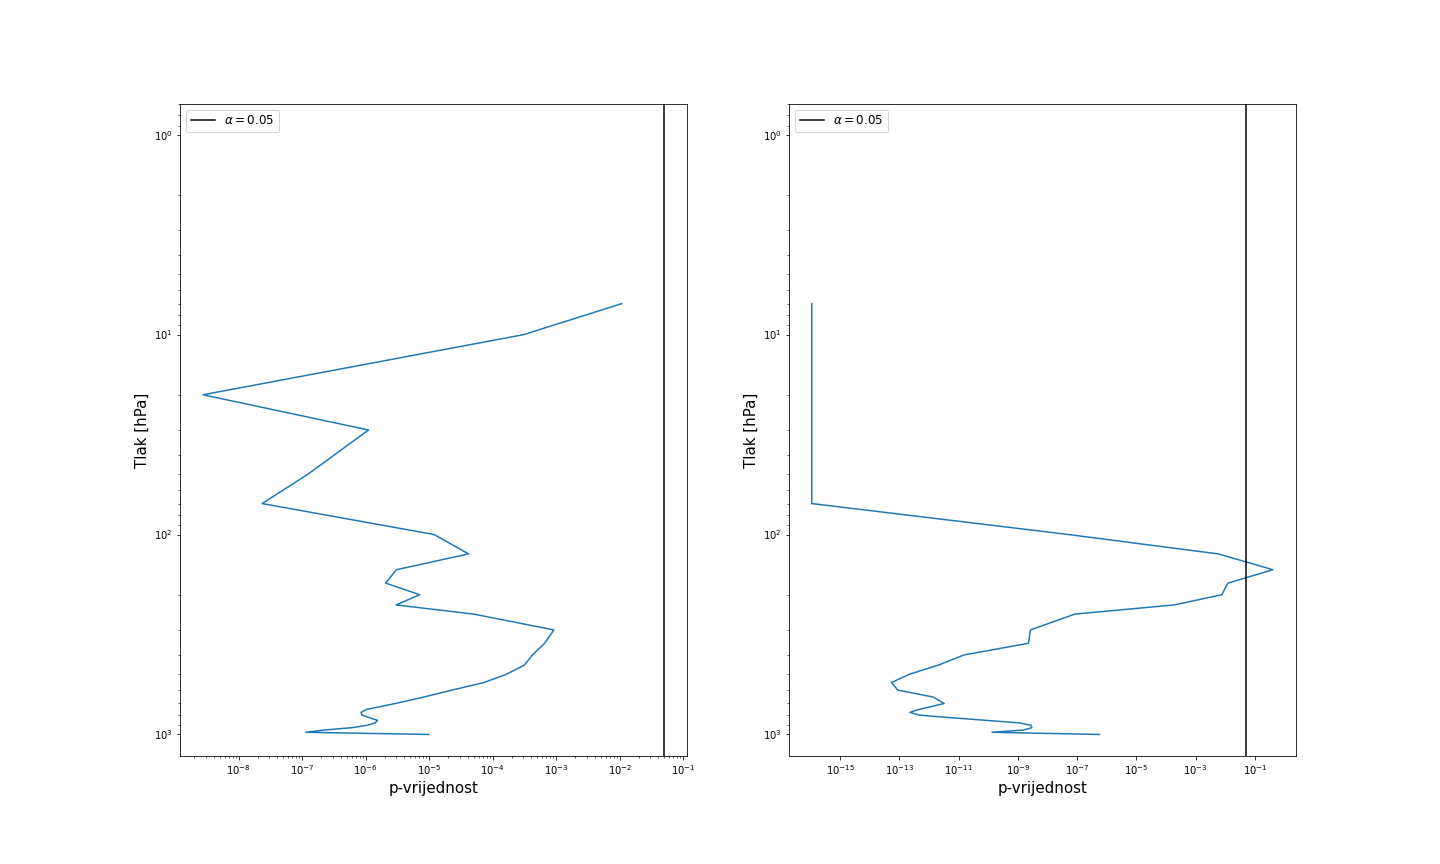 α = 0.05
10⁰
10¹
10²
10³
Tlak [hPa]
10⁻⁸ 10⁻⁷ 10⁻⁶ 10⁻⁵ 10⁻⁴ 10⁻³ 10⁻² 10⁻¹
p-vrijednost
α = 0.05
10⁰
10¹
10²
10³
Tlak [hPa]
10⁻¹⁵ 10⁻¹³ 10⁻¹¹ 10⁻⁹ 10⁻⁷ 10⁻⁵ 10⁻³ 10⁻¹
p-vrijednost